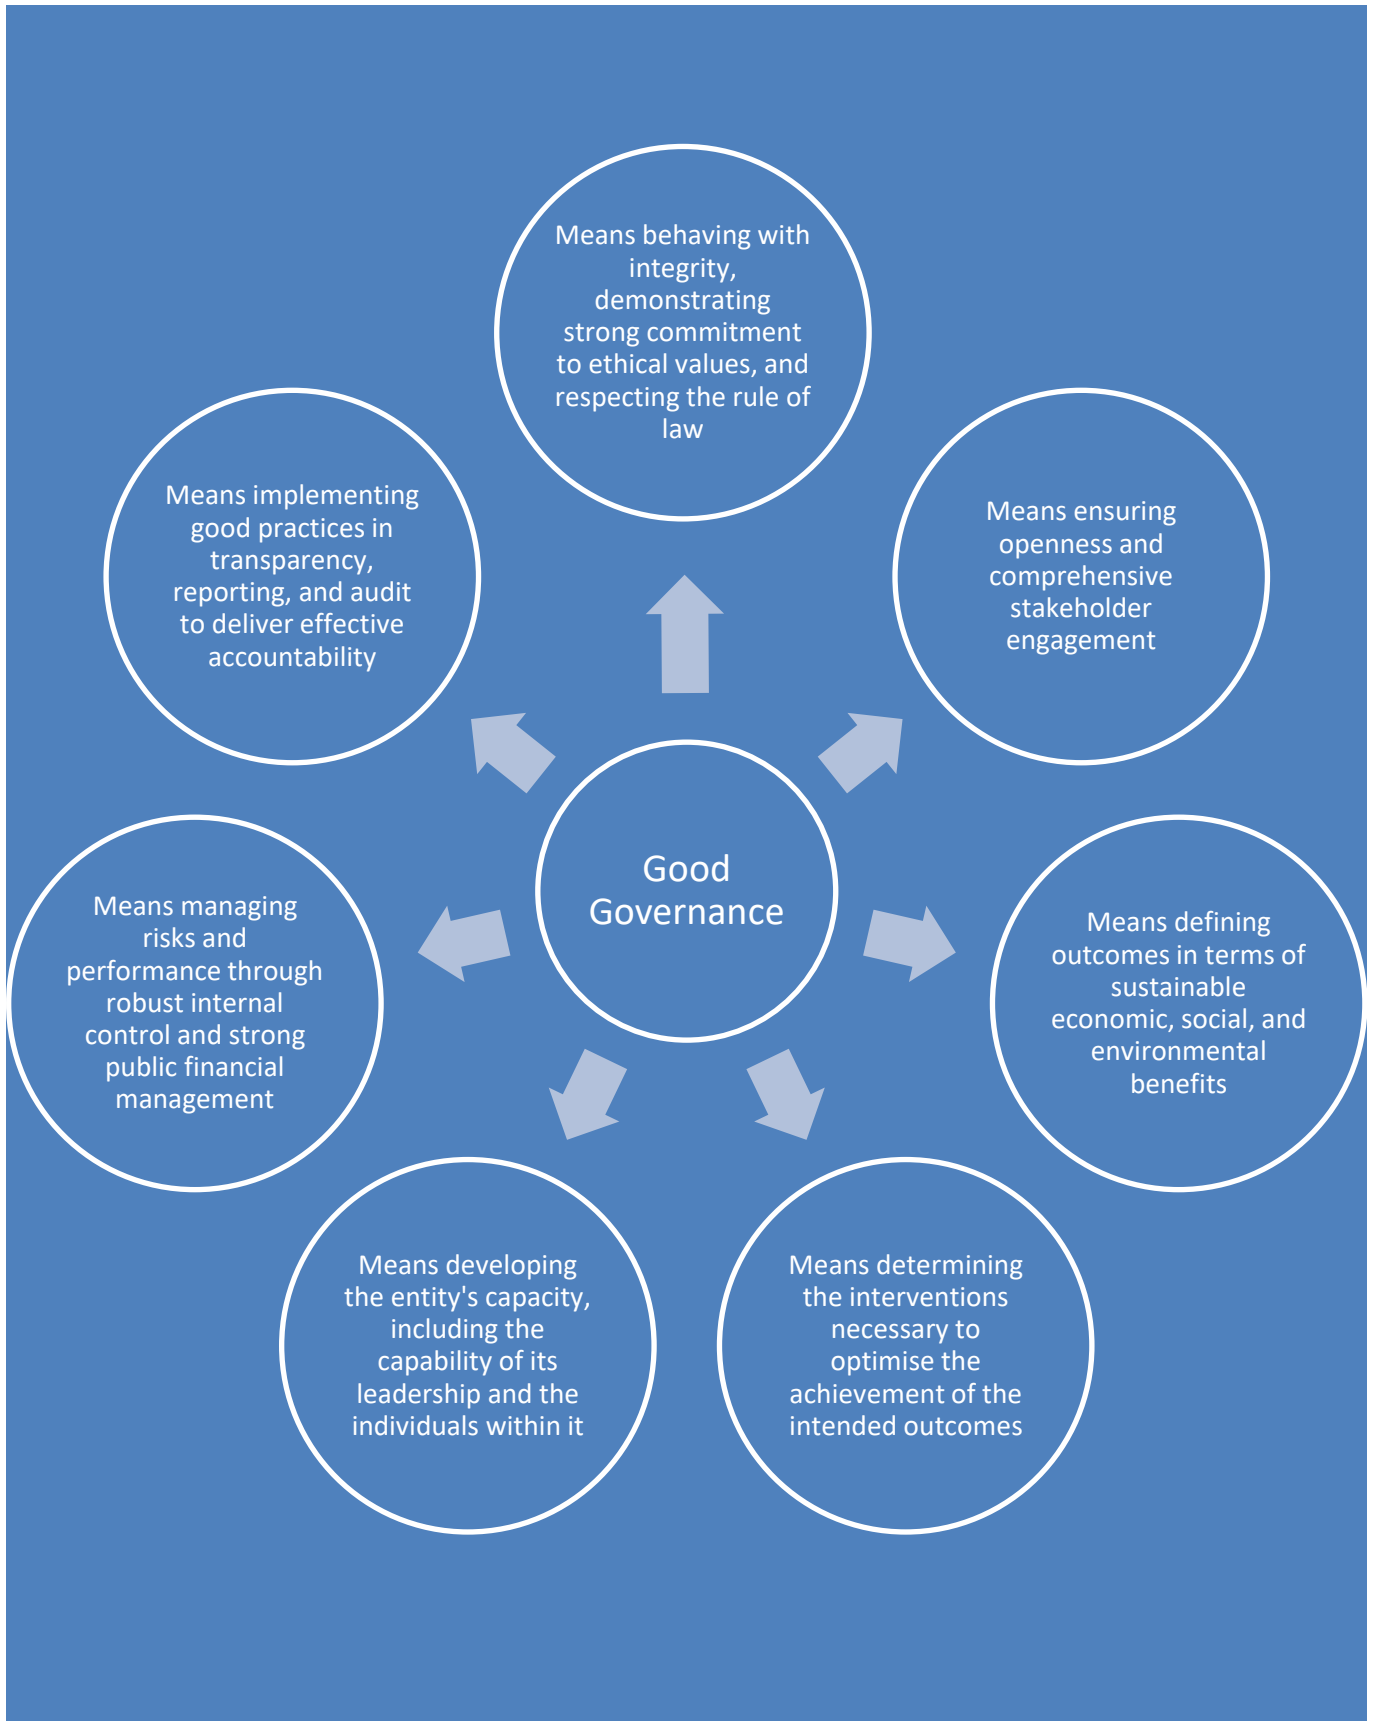 Means behaving with
integrity,
demonstrating
strong commitment
to ethical values, and
respecting the rule of
law
Means ensuring
openness and
comprehensive
stakeholder
engagement
Means defining
outcomes in terms of
sustainable
economic, social, and
environmental
benefits
Means determining
the interventions
necessary to
optimise the
achievement of the
intended outcomes
Means developing
the entity's capacity,
including the
capability of its
leadership and the
individuals within it
Means managing
risks and
performance through
robust internal
control and strong
public financial
management
Means implementing
good practices in
transparency,
reporting, and audit
to deliver effective
accountability
Good
Governance